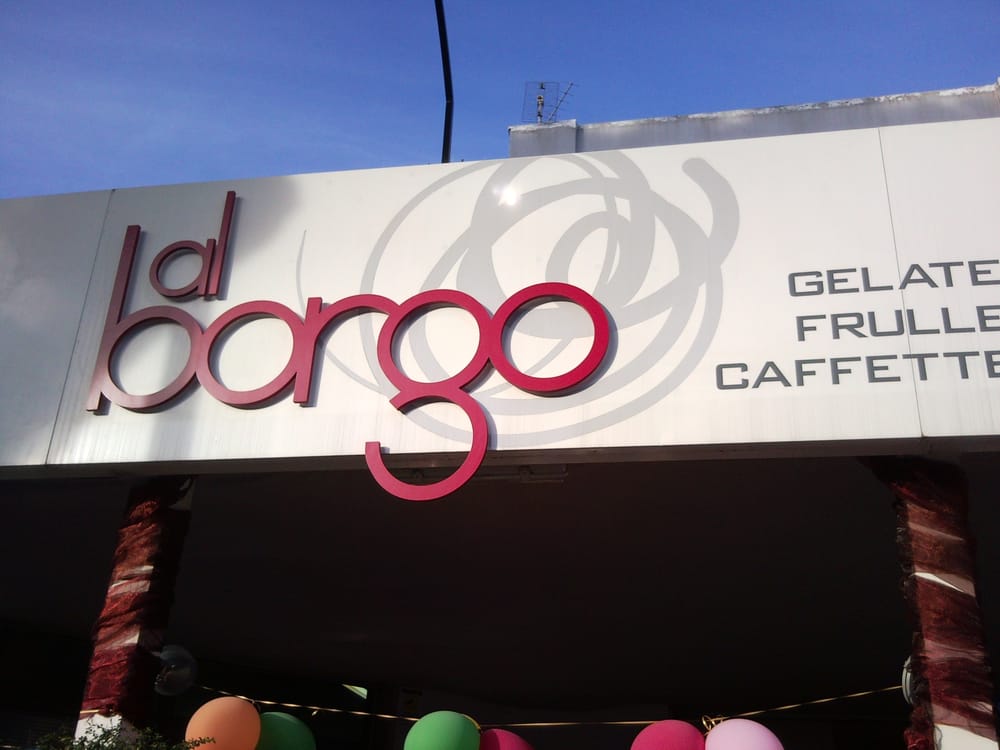 al
borgo
GELATE
FRULLE
CAFFETTE